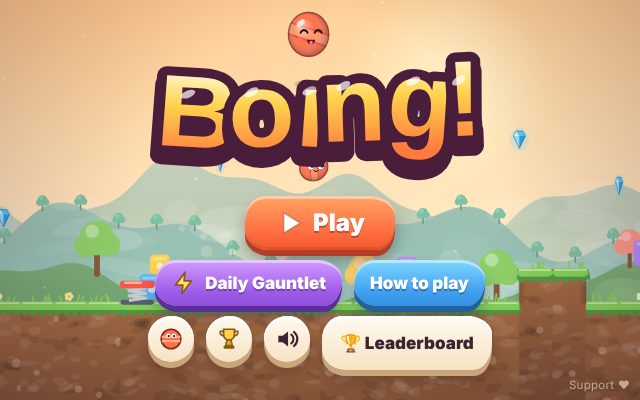 Boing!
Play
Daily Gauntlet
How to play
Leaderboard
Support